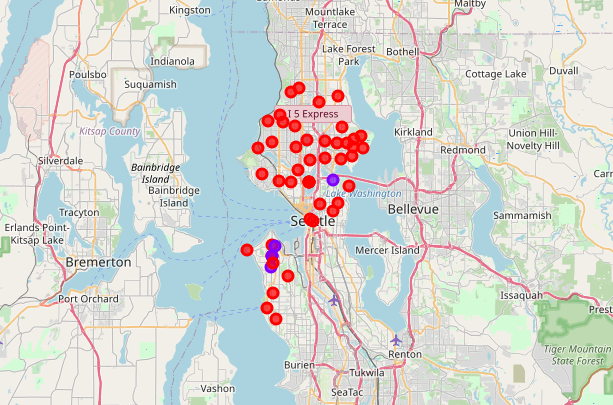 Kingston
Mountlake
Terrace
Maltby
Lake Forest
Park
Bothell
Indianola
Poulsbo
Cottage Lake
Duvall
Suquamish
I 5 Express
Kitsap County
Kirkland
Union Hill-
Novelty Hill
Redmond
Silverdale
Bainbridge
Island
Bainbridge
Island
Lake Washington
Tracyton
Bellevue
Sammamish
Erlands Point-
Kitsap Lake
Seattle
Mercer Island
Bremerton
Port Orchard
Issaquah
Renton
Tiger Mountain
State Forest
Burien
Tukwila
Vashon
SeaTac